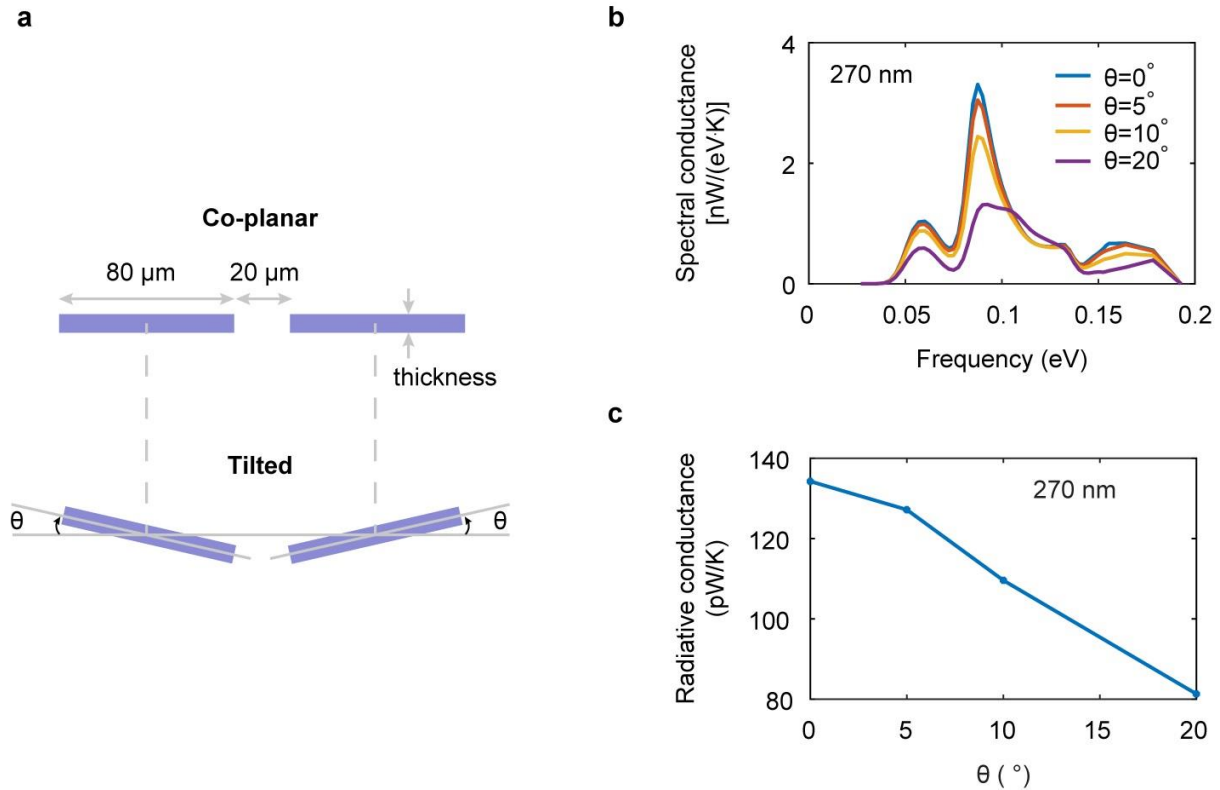 a
Co-planar
80 μm
20 μm
thickness
Tilted
θ
θ
b
270 nm
θ=0°
θ=5°
θ=10°
θ=20°
Spectral conductance
[nW/(eV·K)]
4
2
0
0
0.05
0.1
0.15
0.2
Frequency (eV)
c
270 nm
Radiative conductance
(pW/K)
140
120
100
80
0
5
10
15
20
θ ( °)